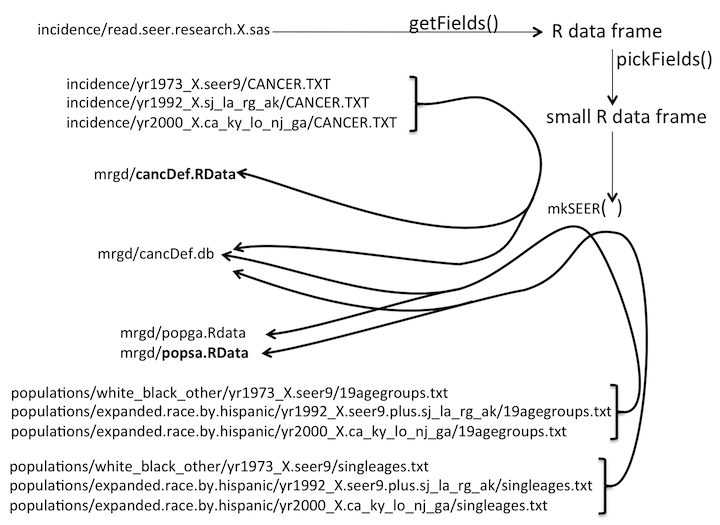 incidence/read.seer.research.X.sas
getFields()
R data frame
pickFields()
incidence/yr1973_X.seer9/CANCER.TXT
incidence/yr1992_X.sj_la_rg_ak/CANCER.TXT
incidence/yr2000_X.ca_ky_lo_nj_ga/CANCER.TXT
small R data frame
mrgd/cancDef.RData
mkSEER( )
mrgd/cancDef.db
mrgd/popga.Rdata
mrgd/popsa.RData
populations/white_black_other/yr1973_X.seer9/19agegroups.txt
populations/expanded.race.by.hispanic/yr1992_X.seer9.plus.sj_la_rg_ak/19agegroups.txt
populations/expanded.race.by.hispanic/yr2000_X.ca_ky_lo_nj_ga/19agegroups.txt
populations/white_black_other/yr1973_X.seer9/singleages.txt
populations/expanded.race.by.hispanic/yr1992_X.seer9.plus.sj_la_rg_ak/singleages.txt
populations/expanded.race.by.hispanic/yr2000_X.ca_ky_lo_nj_ga/singleages.txt